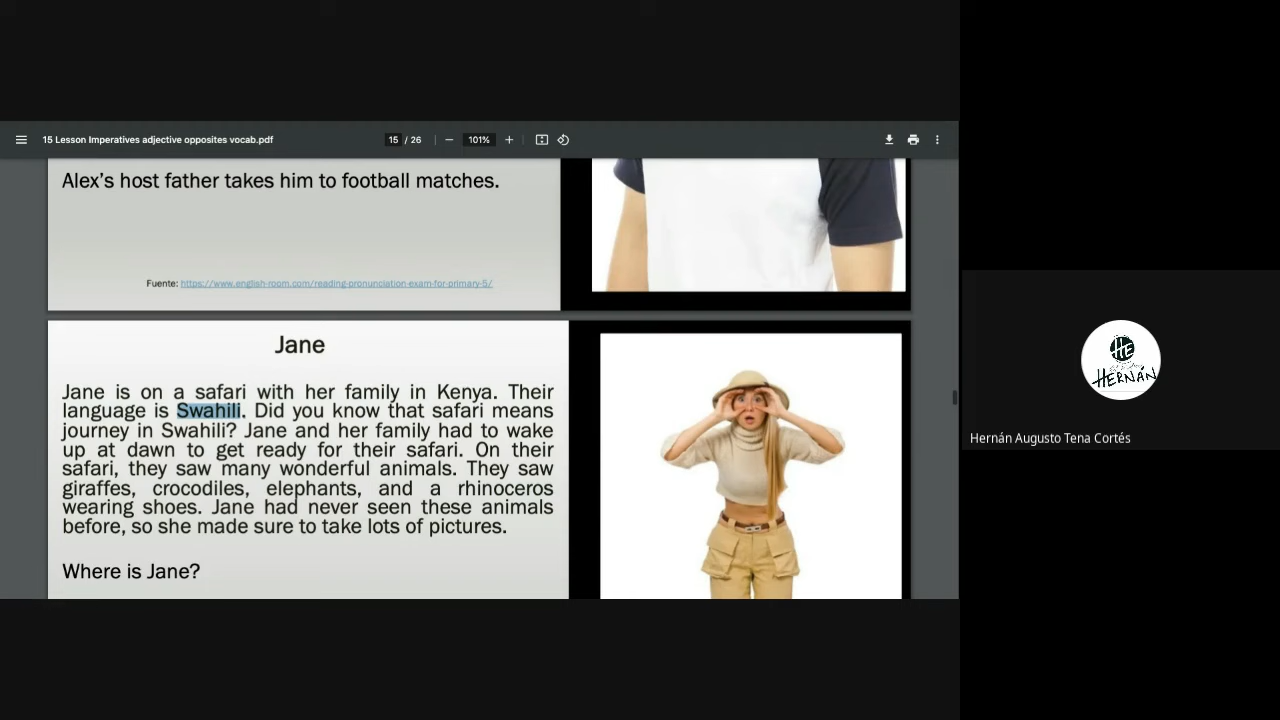 15 Lesson Imperatives adjective opposites vocab.pdf
15 / 26
101%
Alex's host father takes him to football matches.
Fuente: https://www.english-room.com/reading-pronunciation-exam-for-primary-5/
Jane
Jane is on a safari with her family in Kenya. Their
language is Swahili. Did you know that safari means
journey in Swahili? Jane and her family had to wake
up at dawn to get ready for their safari. On their
safari, they saw many wonderful animals. They saw
giraffes, crocodiles, elephants, and a rhinoceros
wearing shoes. Jane had never seen these animals
before, so she made sure to take lots of pictures.
Where is Jane?
HE
HERNÁN
Hernán Augusto Tena Cortés